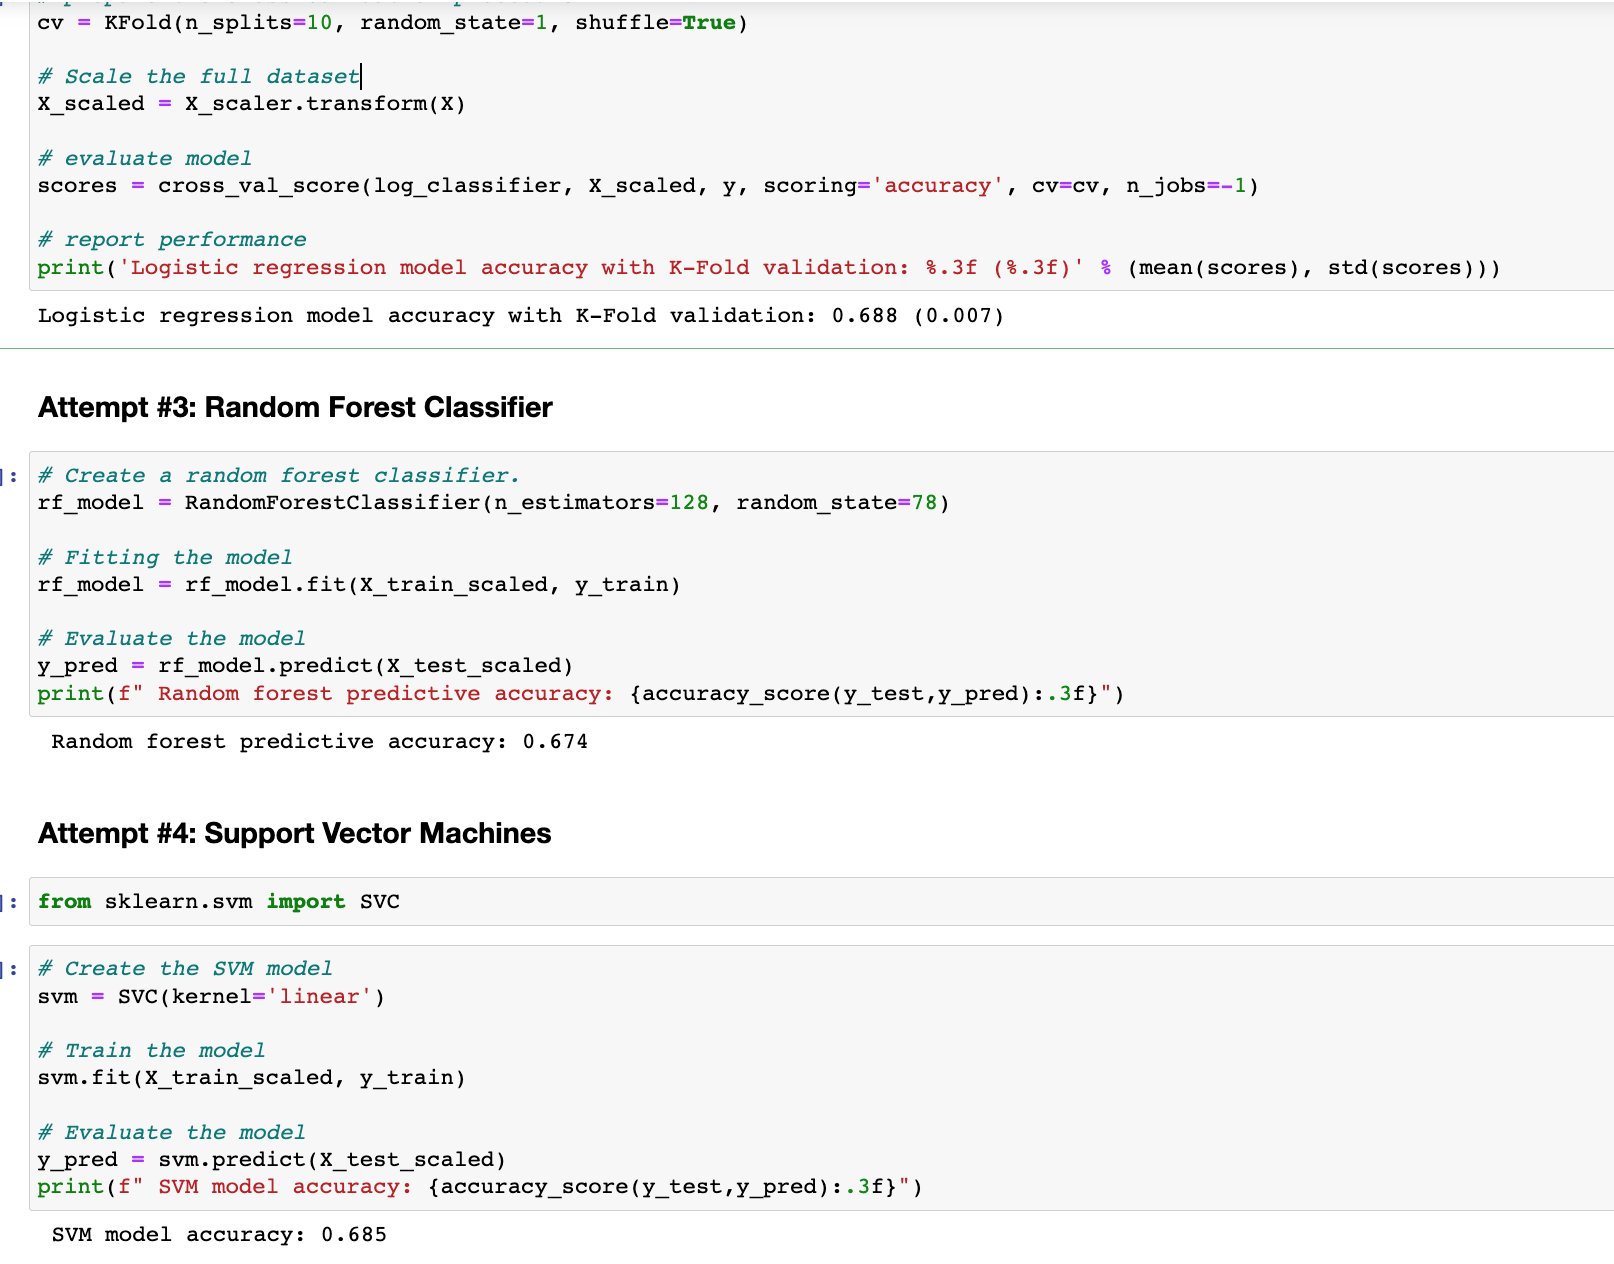 cv = KFold(n_splits=10, random_state=1, shuffle=True)
# Scale the full dataset
X_scaled = X_scaler.transform(X)
# evaluate model
scores = cross_val_score(log_classifier, X_scaled, y, scoring='accuracy', cv=cv, n_jobs=-1)
# report performance
print('Logistic regression model accuracy with K-Fold validation: %.3f (%.3f)' % (mean(scores), std(scores)))
Logistic regression model accuracy with K-Fold validation: 0.688 (0.007)
Attempt #3: Random Forest Classifier
]: # Create a random forest classifier.
rf_model = RandomForestClassifier(n_estimators=128, random_state=78)
# Fitting the model
rf_model = rf_model.fit(X_train_scaled, y_train)
# Evaluate the model
y_pred = rf_model.predict(X_test_scaled)
print(f" Random forest predictive accuracy: {accuracy_score(y_test,y_pred):.3f}")
Random forest predictive accuracy: 0.674
Attempt #4: Support Vector Machines
]: from sklearn.svm import SVC
]: # Create the SVM model
svm = SVC(kernel='linear')
# Train the model
svm.fit(X_train_scaled, y_train)
# Evaluate the model
y_pred = svm.predict(X_test_scaled)
print(f" SVM model accuracy: {accuracy_score(y_test,y_pred):.3f}")
SVM model accuracy: 0.685